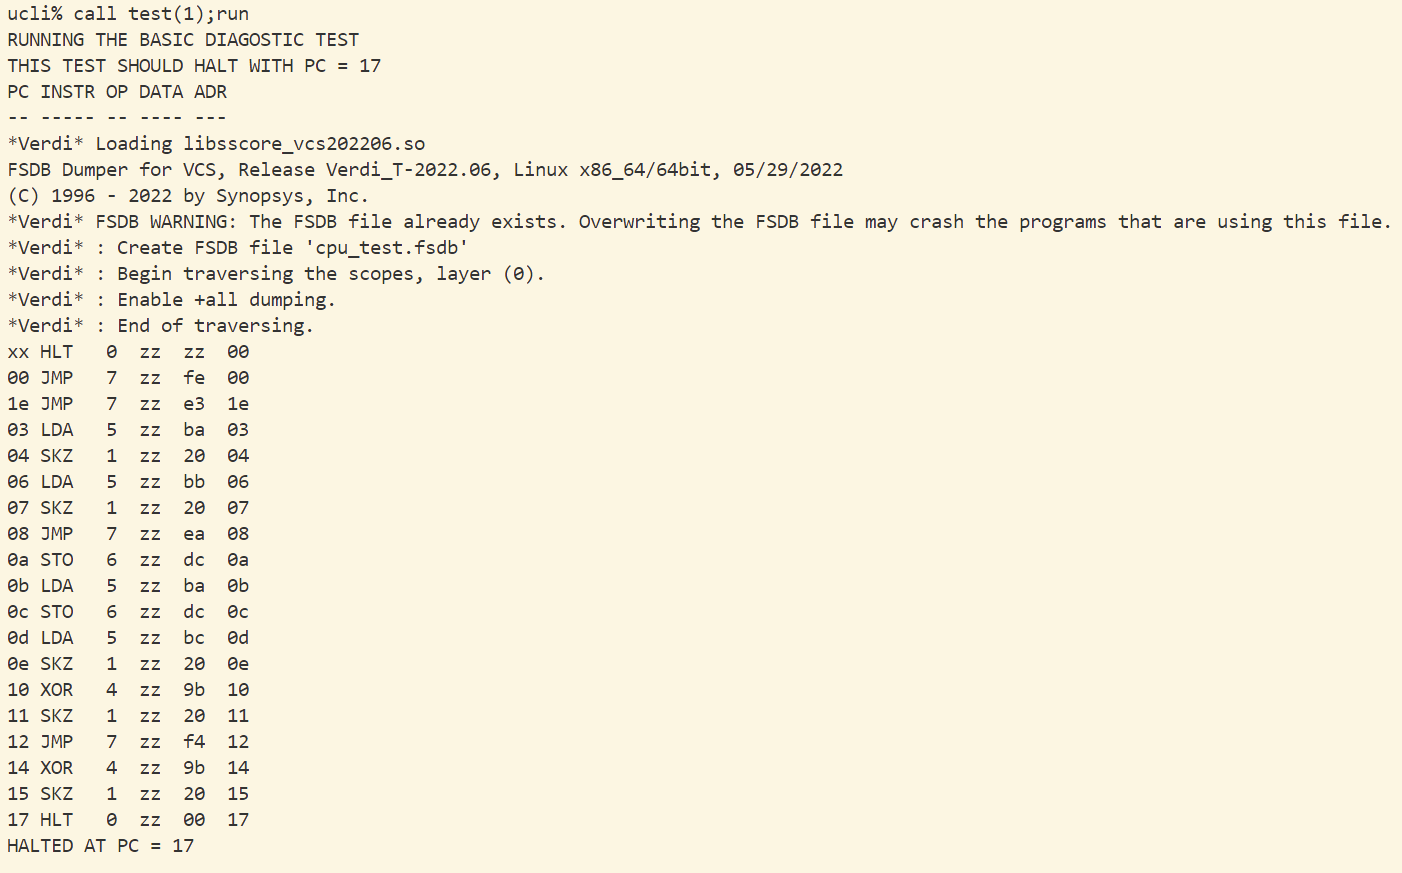 ucli% call test(1);run
RUNNING THE BASIC DIAGOSTIC TEST
THIS TEST SHOULD HALT WITH PC = 17
PC INSTR OP DATA ADR
-- ----- -- ---- ---
*Verdi* Loading libsscore_vcs202206.so
FSDB Dumper for VCS, Release Verdi_T-2022.06, Linux x86_64/64bit, 05/29/2022
(C) 1996 - 2022 by Synopsys, Inc.
*Verdi* FSDB WARNING: The FSDB file already exists. Overwriting the FSDB file may crash the programs that are using this file.
*Verdi* : Create FSDB file 'cpu_test.fsdb'
*Verdi* : Begin traversing the scopes, layer (0).
*Verdi* : Enable +all dumping.
*Verdi* : End of traversing.
xx HLT   0  zz  zz  00
00 JMP   7  zz  fe  00
1e JMP   7  zz  e3  1e
03 LDA   5  zz  ba  03
04 SKZ   1  zz  20  04
06 LDA   5  zz  bb  06
07 SKZ   1  zz  20  07
08 JMP   7  zz  ea  08
0a STO   6  zz  dc  0a
0b LDA   5  zz  ba  0b
0c STO   6  zz  dc  0c
0d LDA   5  zz  bc  0d
0e SKZ   1  zz  20  0e
10 XOR   4  zz  9b  10
11 SKZ   1  zz  20  11
12 JMP   7  zz  f4  12
14 XOR   4  zz  9b  14
15 SKZ   1  zz  20  15
17 HLT   0  zz  00  17
HALTED AT PC = 17